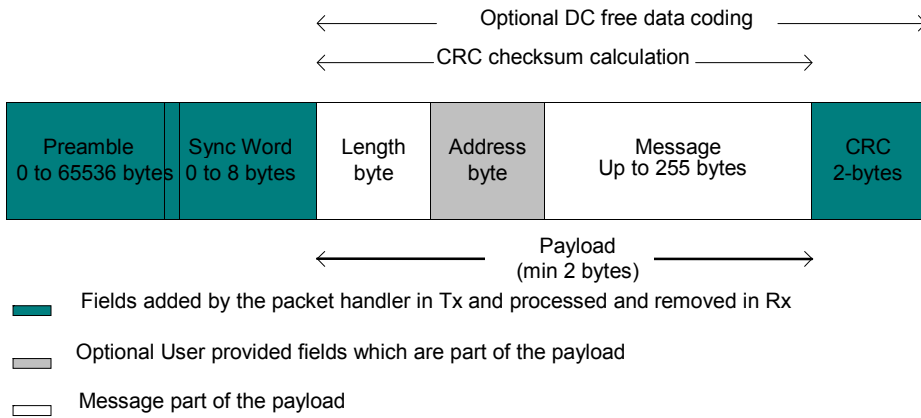 Optional DC free data coding
CRC checksum calculation
Preamble
0 to 65536 bytes
Sync Word
0 to 8 bytes
Length
byte
Address
byte
Message
Up to 255 bytes
CRC
2-bytes
Payload
(min 2 bytes)
Fields added by the packet handler in Tx and processed and removed in Rx
Optional User provided fields which are part of the payload
Message part of the payload